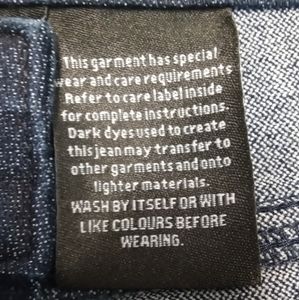 This garment has special
wear and care requirements
Refer to care label inside
for complete instructions.
Dark dyes used to create
this jean may transfer to
other garments and onto
lighter materials.
WASH BY ITSELF OR WITH
LIKE COLOURS BEFORE
WEARING.